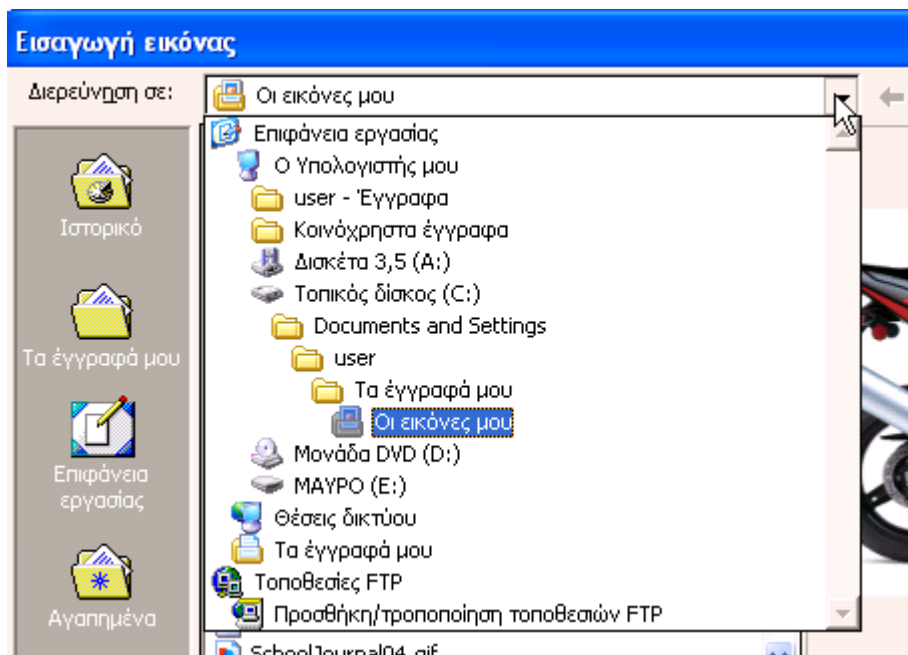 Εισαγωγή εικόνας
Διερεύνηση σε:
Οι εικόνες μου
Επιφάνεια εργασίας
Ο Υπολογιστής μου
user - Έγγραφα
Κοινόχρηστα έγγραφα
Δισκέτα 3,5 (A:)
Τοπικός δίσκος (C:)
Documents and Settings
user
Τα έγγραφά μου
Οι εικόνες μου
Μονάδα DVD (D:)
ΜΑΥΡΟ (E:)
Θέσεις δικτύου
Τα έγγραφά μου
Τοποθεσίες FTP
Προσθήκη/τροποποίηση τοποθεσιών FTP
SchoolJournal04.gif
Ιστορικό
Τα έγγραφά μου
Επιφάνεια
εργασίας
Αγαπημένα